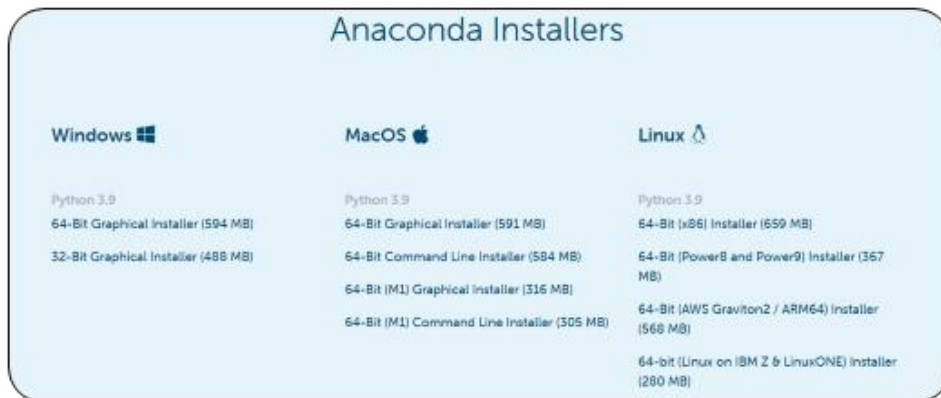 Anaconda Installers
Windows
Python 3.9
64-Bit Graphical Installer (594 MB)
32-Bit Graphical Installer (488 MB)
MacOS
Python 3.9
64-Bit Graphical Installer (591 MB)
64-Bit Command Line Installer (584 MB)
64-Bit (M1) Graphical Installer (316 MB)
64-Bit (M1) Command Line Installer (305 MB)
Linux
Python 3.9
64-Bit (x86) Installer (659 MB)
64-Bit (Power8 and Power9) Installer (367
MB)
64-Bit (AWS Graviton2 / ARM64) Installer
(568 MB)
64-bit (Linux on IBM Z & LinuxONE) Installer
(280 MB)